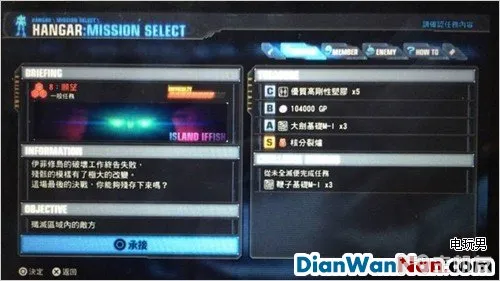 HANGAR \ MISSION SELECT \
HANGAR:MISSION SELECT
請確認任務內容
MEMBER
ENEMY
HOW TO
BRIEFING
8：願望
一般任務
DIFFICULTY
ISLAND IFFISH
INFORMATION
伊菲修島的破壞工作終告失敗，
殘骸的模樣有了極大的改變。
這場最後的決戰、你能夠殘存下來嗎？
OBJECTIVE
殲滅區域內的敵方
承接
C 優質高剛性塑膠 x5
B 104000 GP
A 大劍基礎M-I x3
S 核分裂爐
從未全滅便完成任務
鞭子基礎M-I x3
決定
返回
电玩男
DianWanNan.com